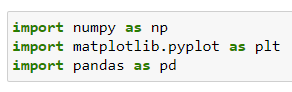 import numpy as np
import matplotlib.pyplot as plt
import pandas as pd